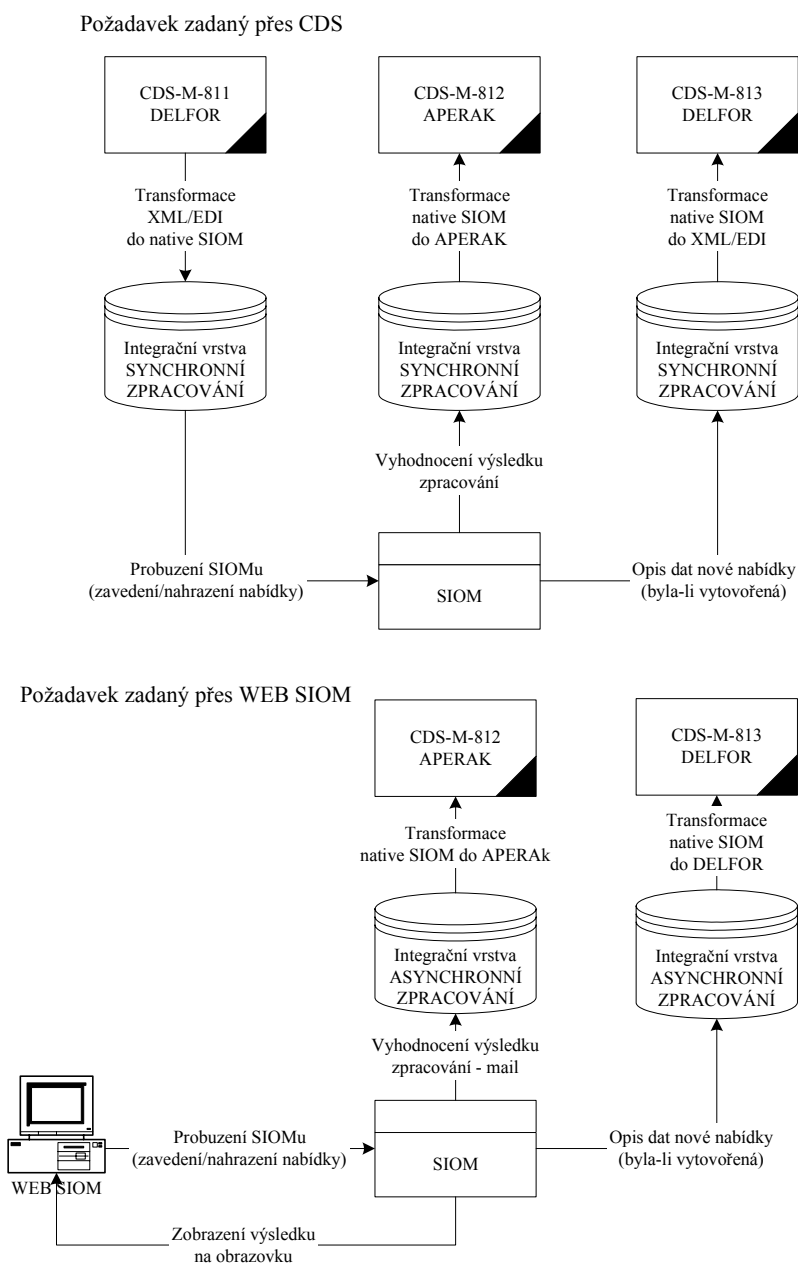 Požadavek zadaný přes CDS
CDS-M-811
DELFOR
CDS-M-812
APERAK
CDS-M-813
DELFOR
Transformace
XML/EDI
do native SIOM
Transformace
native SIOM
do APERAK
Transformace
native SIOM
do XML/EDI
Integrační vrstva
SYNCHRONNÍ
ZPRACOVÁNÍ
Integrační vrstva
SYNCHRONNÍ
ZPRACOVÁNÍ
Integrační vrstva
SYNCHRONNÍ
ZPRACOVÁNÍ
Vyhodnocení výsledku
zpracování
Probuzení SIOMu
(zavedení/nahrazení nabídky)
SIOM
Opis dat nové nabídky
(byla-li vytovořená)
Požadavek zadaný přes WEB SIOM
CDS-M-812
APERAK
CDS-M-813
DELFOR
Transformace
native SIOM do APERAk
Transformace
native SIOM
do DELFOR
Integrační vrstva
ASYNCHRONNÍ
ZPRACOVÁNÍ
Integrační vrstva
ASYNCHRONNÍ
ZPRACOVÁNÍ
Vyhodnocení výsledku
zpracování - mail
WEB SIOM
Probuzení SIOMu
(zavedení/nahrazení nabídky)
SIOM
Opis dat nové nabídky
(byla-li vytovořená)
Zobrazení výsledku
na obrazovku